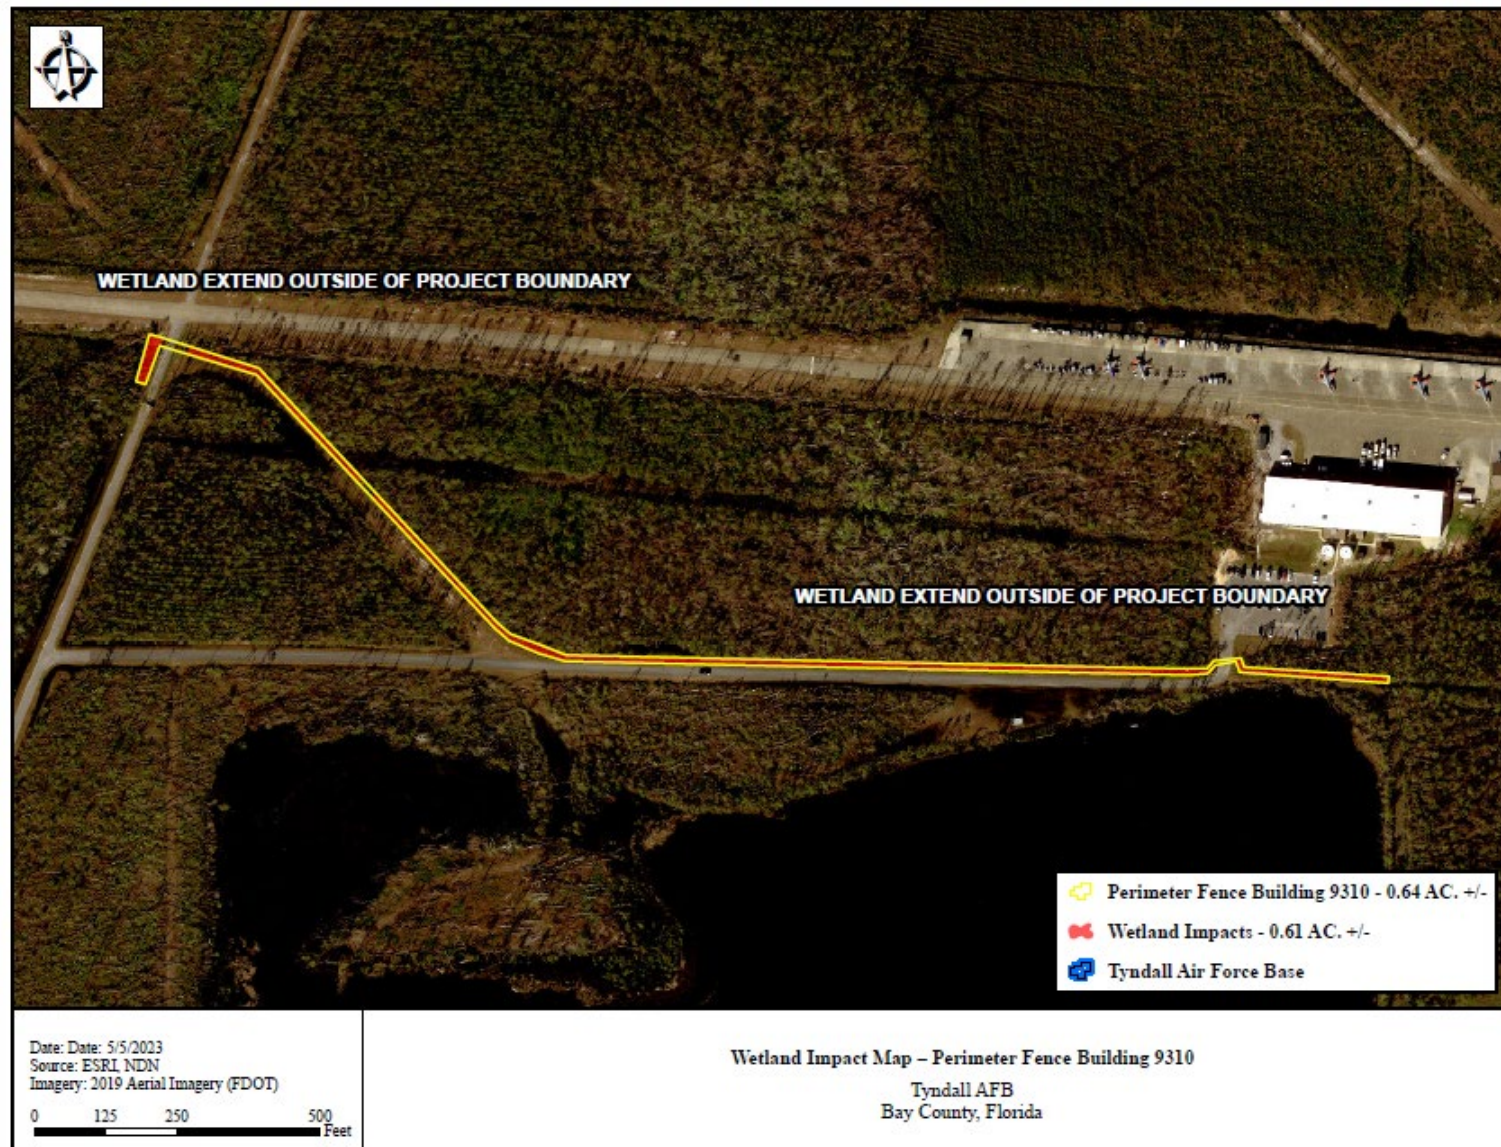 WETLAND EXTEND OUTSIDE OF PROJECT BOUNDARY
WETLAND EXTEND OUTSIDE OF PROJECT BOUNDARY
Perimeter Fence Building 9310 - 0.64 AC. +/-
Wetland Impacts - 0.61 AC. +/-
Tyndall Air Force Base
Date: Date: 5/5/2023
Source: ESRI, NDN
Imagery: 2019 Aerial Imagery (FDOT)
0 125 250 500
Feet
Wetland Impact Map – Perimeter Fence Building 9310
Tyndall AFB
Bay County, Florida